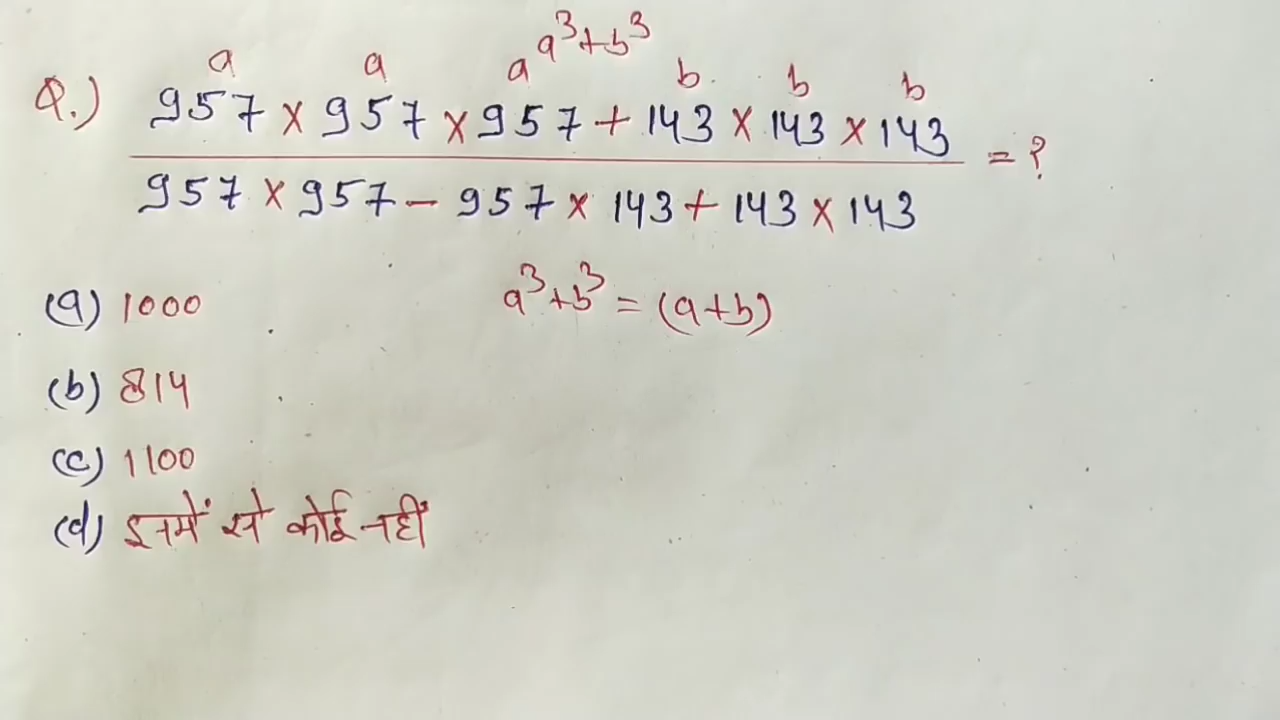 a a a a³+b³ b b b
Q.) 957 × 957 × 957 + 143 × 143 × 143 = ?
957 × 957 - 957 × 143 + 143 × 143
(a) 1000
a³+b³ = (a+b)
(b) 814
(c) 1100
(d) इनमें से कोई नहीं